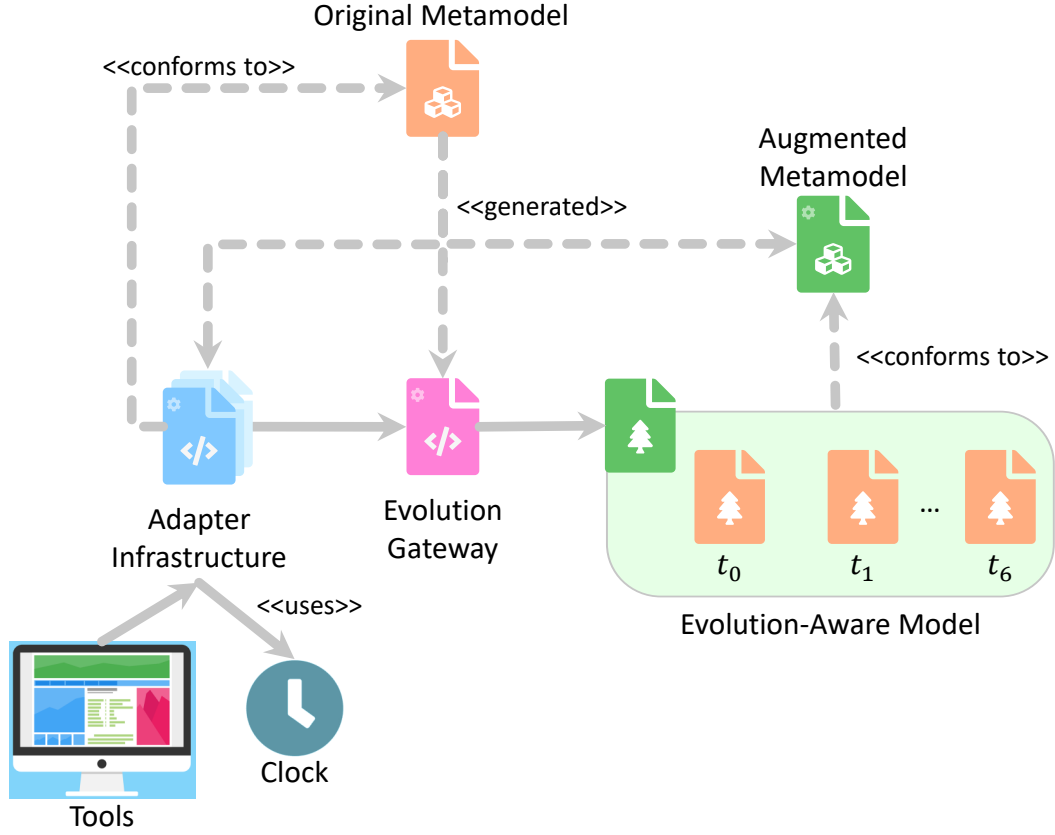 Original Metamodel
<<conforms to>>
Augmented
Metamodel
<<generated>>
<<conforms to>>
</>
</>
Adapter
Infrastructure
Evolution
Gateway
...
t₀
t₁
t₆
<<uses>>
Evolution-Aware Model
Clock
Tools